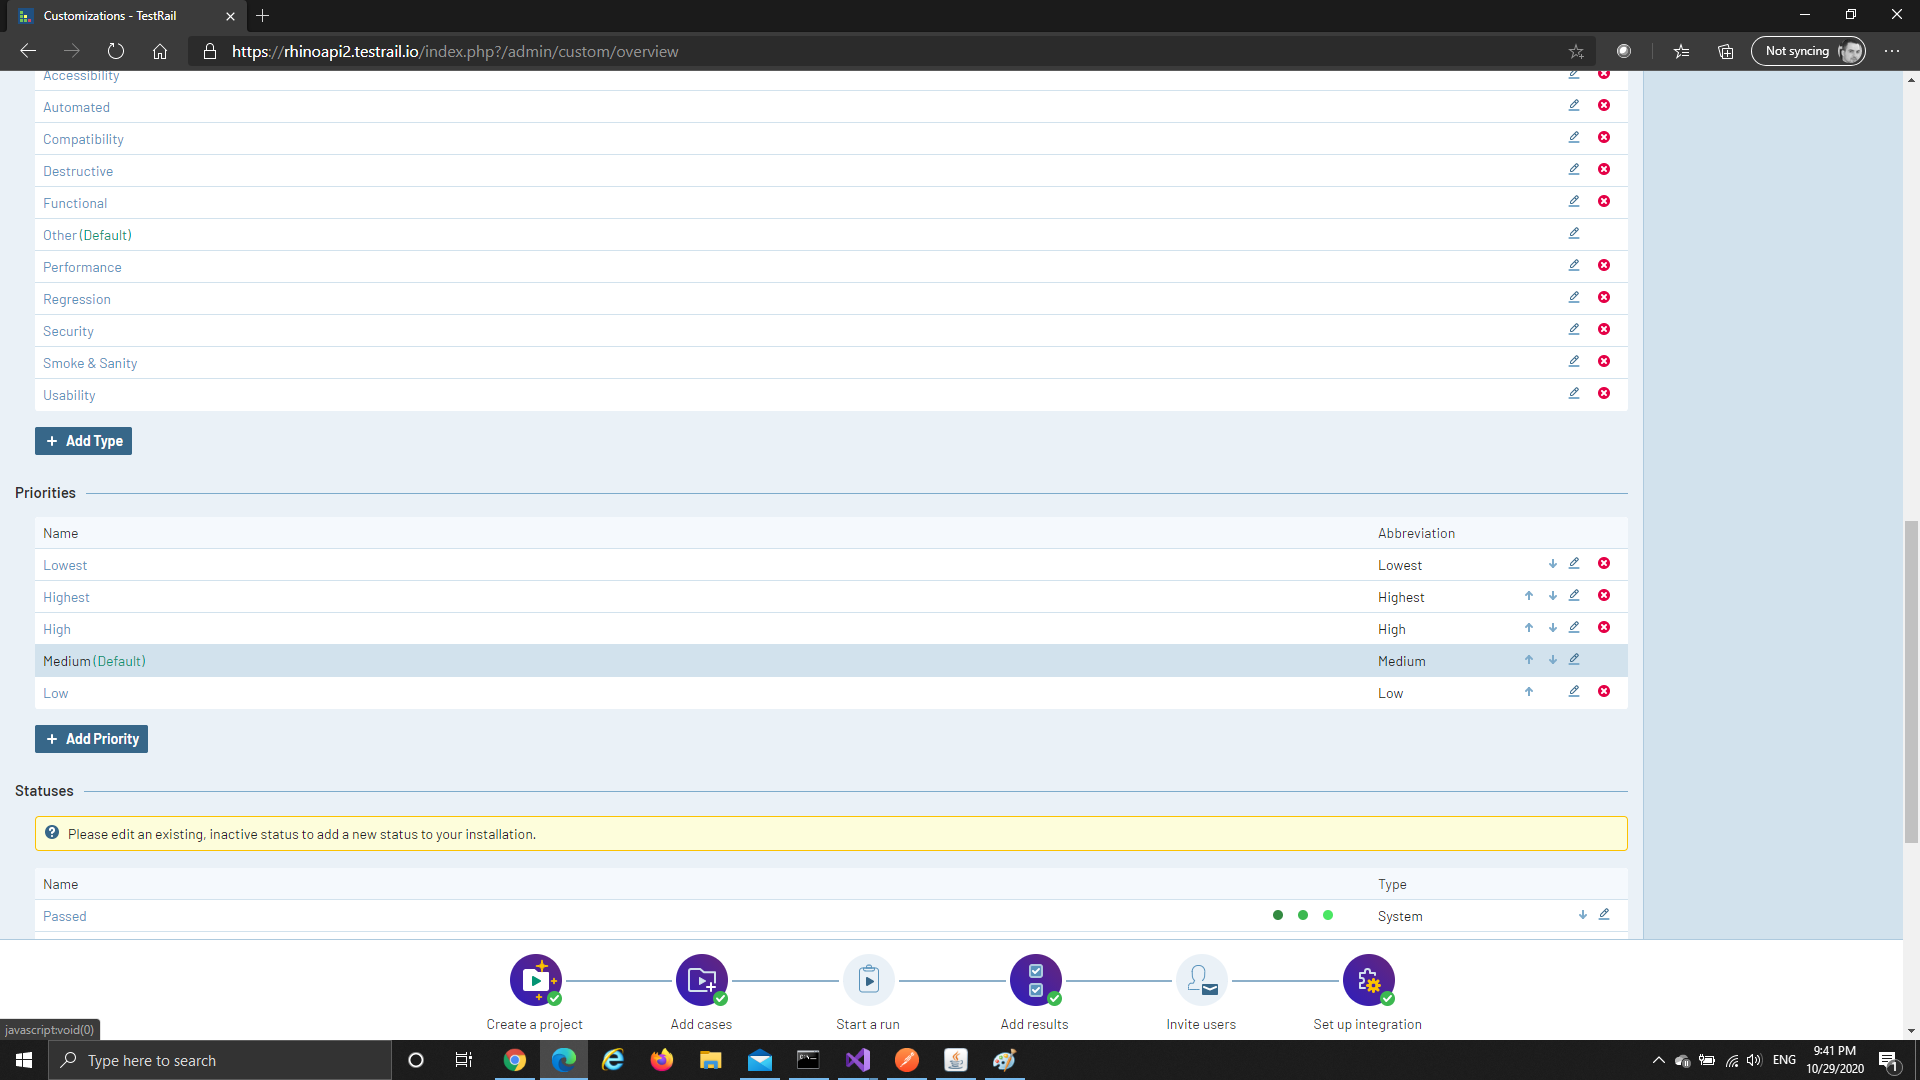 Customizations - TestRail
https://rhinoapi2.testrail.io/index.php?/admin/custom/overview
Not syncing
Accessibility
Automated
Compatibility
Destructive
Functional
Other (Default)
Performance
Regression
Security
Smoke & Sanity
Usability
+ Add Type
Priorities
Name Abbreviation
Lowest Lowest
Highest Highest
High High
Medium (Default) Medium
Low Low
+ Add Priority
Statuses
Please edit an existing, inactive status to add a new status to your installation.
Name Type
Passed System
Create a project Add cases Start a run Add results Invite users Set up integration
javascript:void(0)
Type here to search
ENG
9:41 PM
10/29/2020
1